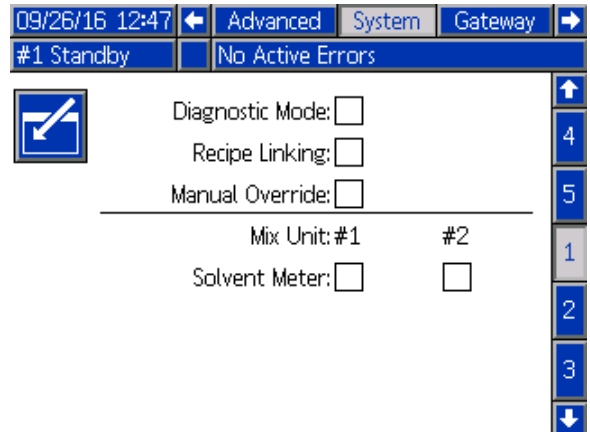 09/26/16 12:47 Advanced System Gateway
#1 Standby No Active Errors
Diagnostic Mode:
Recipe Linking:
Manual Override:
Mix Unit: #1 #2
Solvent Meter:
4
5
1
2
3